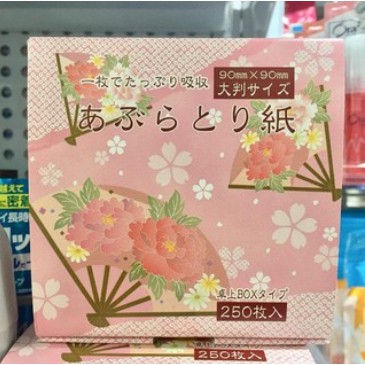 一枚でたっぷり吸収
90mm×90mm
大判サイズ
あぶらとり紙
卓上BOXタイプ
250枚入
250枚入